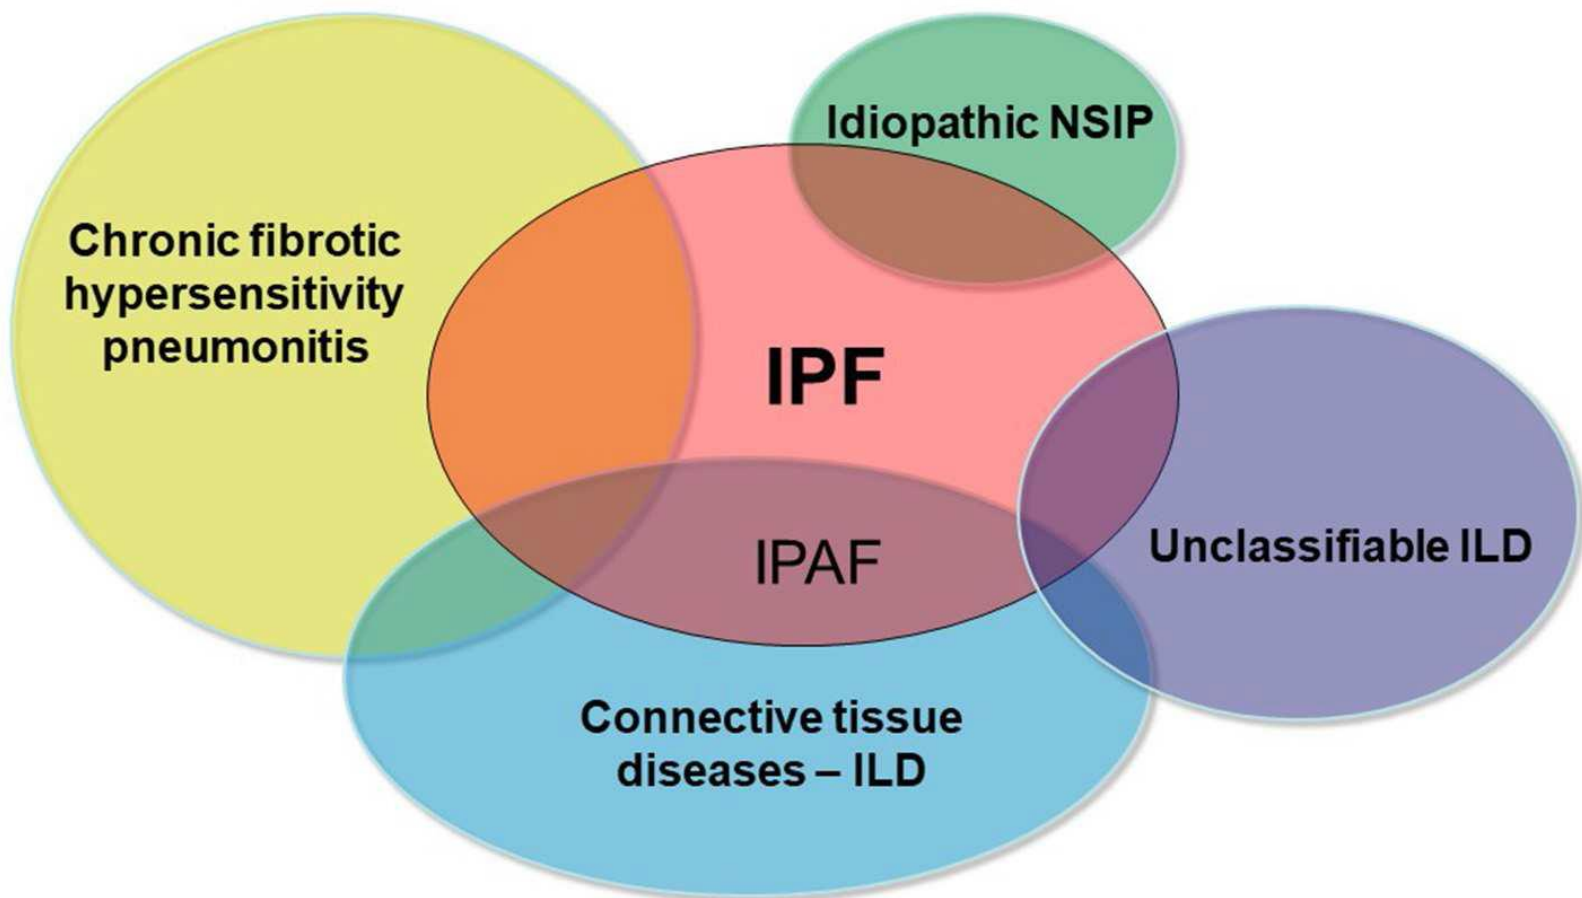 Idiopathic NSIP
Chronic fibrotic
hypersensitivity
pneumonitis
IPF
IPAF
Unclassifiable ILD
Connective tissue
diseases – ILD